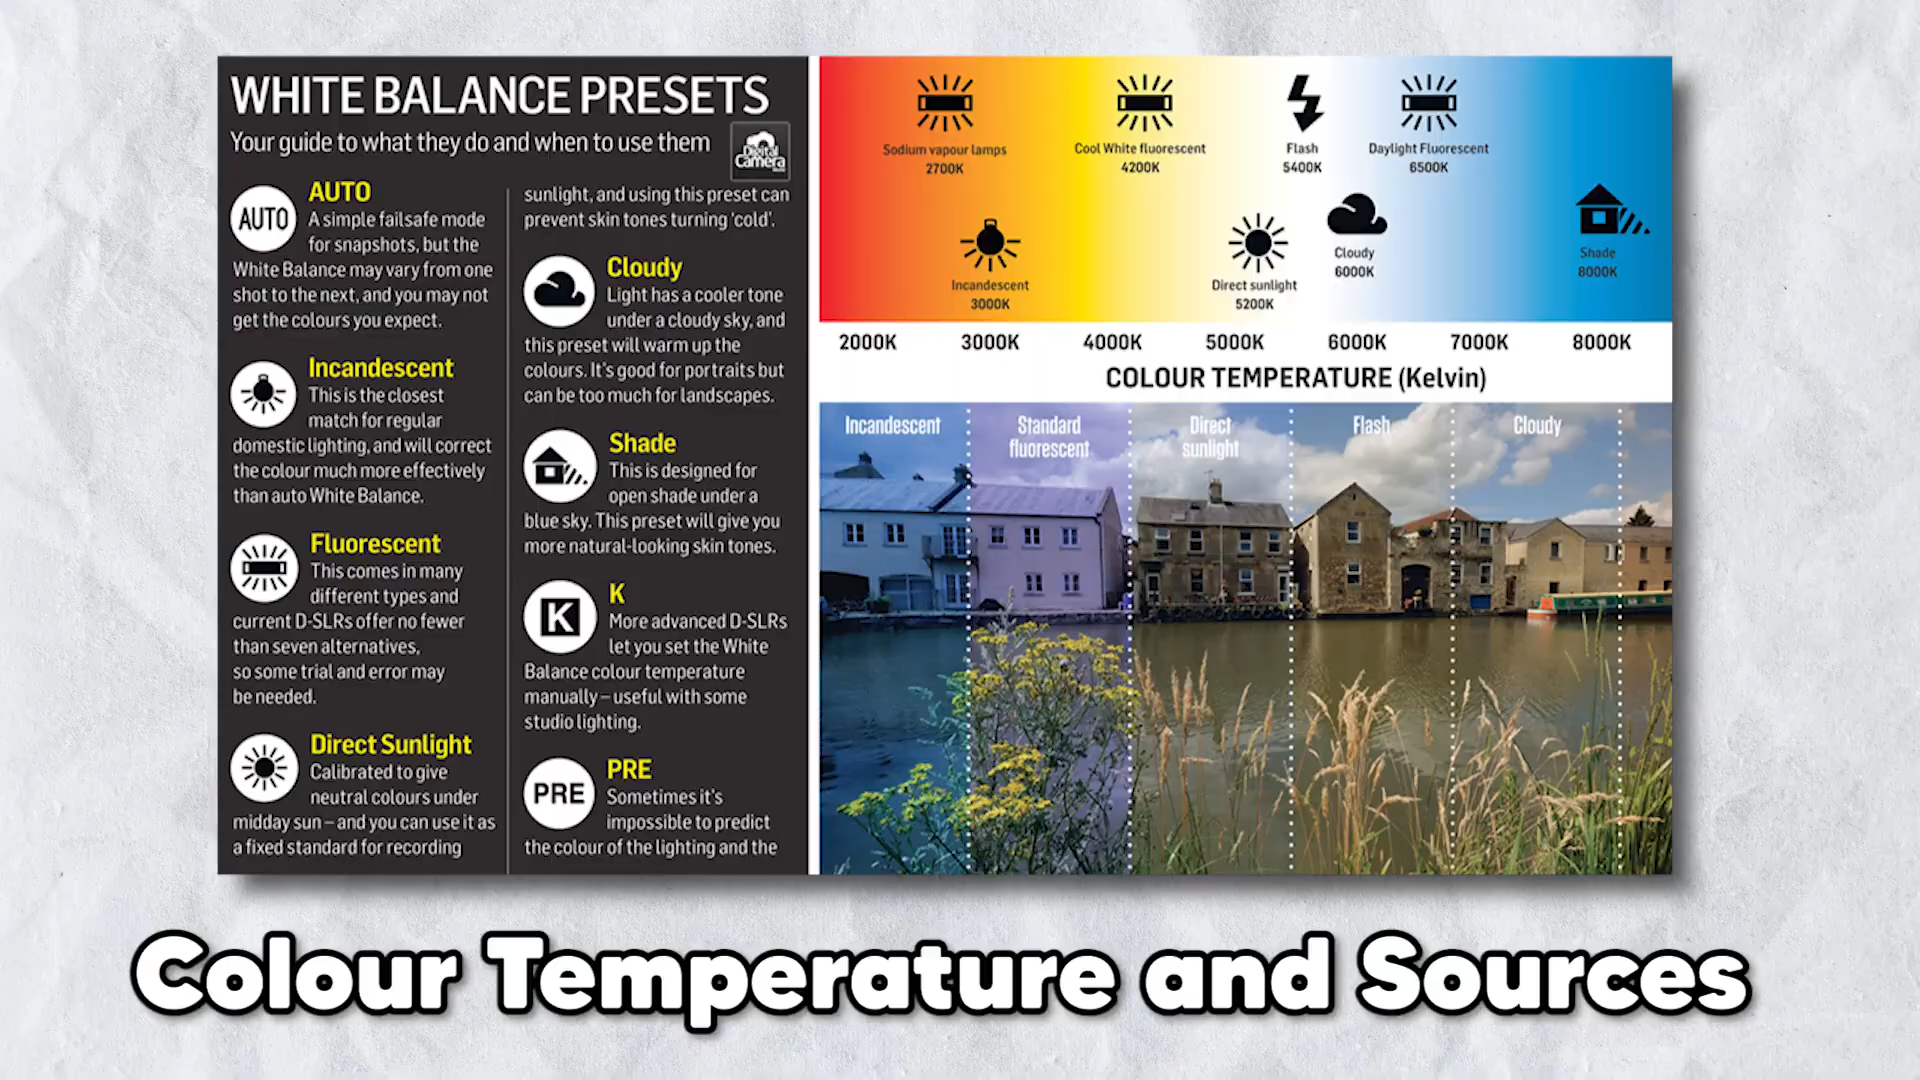 WHITE BALANCE PRESETS
Your guide to what they do and when to use them
Digital
Camera
AUTO
AUTO
A simple failsafe mode
for snapshots, but the
White Balance may vary from one
shot to the next, and you may not
get the colours you expect.
Incandescent
This is the closest
match for regular
domestic lighting, and will correct
the colour much more effectively
than auto White Balance.
Fluorescent
This comes in many
different types and
current D-SLRs offer no fewer
than seven alternatives,
so some trial and error may
be needed.
Direct Sunlight
Calibrated to give
neutral colours under
midday sun – and you can use it as
a fixed standard for recording
sunlight, and using this preset can
prevent skin tones turning ‘cold’.
Cloudy
Light has a cooler tone
under a cloudy sky, and
this preset will warm up the
colours. It’s good for portraits but
can be too much for landscapes.
Shade
This is designed for
open shade under a
blue sky. This preset will give you
more natural-looking skin tones.
K
K
More advanced D-SLRs
let you set the White
Balance colour temperature
manually – useful with some
studio lighting.
PRE
PRE
Sometimes it’s
impossible to predict
the colour of the lighting and the
Sodium vapour lamps
2700K
Cool White fluorescent
4200K
Flash
5400K
Daylight Fluorescent
6500K
Incandescent
3000K
Direct sunlight
5200K
Cloudy
6000K
Shade
8000K
2000K 3000K 4000K 5000K 6000K 7000K 8000K
COLOUR TEMPERATURE (Kelvin)
Incandescent
Standard
fluorescent
Direct
sunlight
Flash
Cloudy
Colour Temperature and Sources